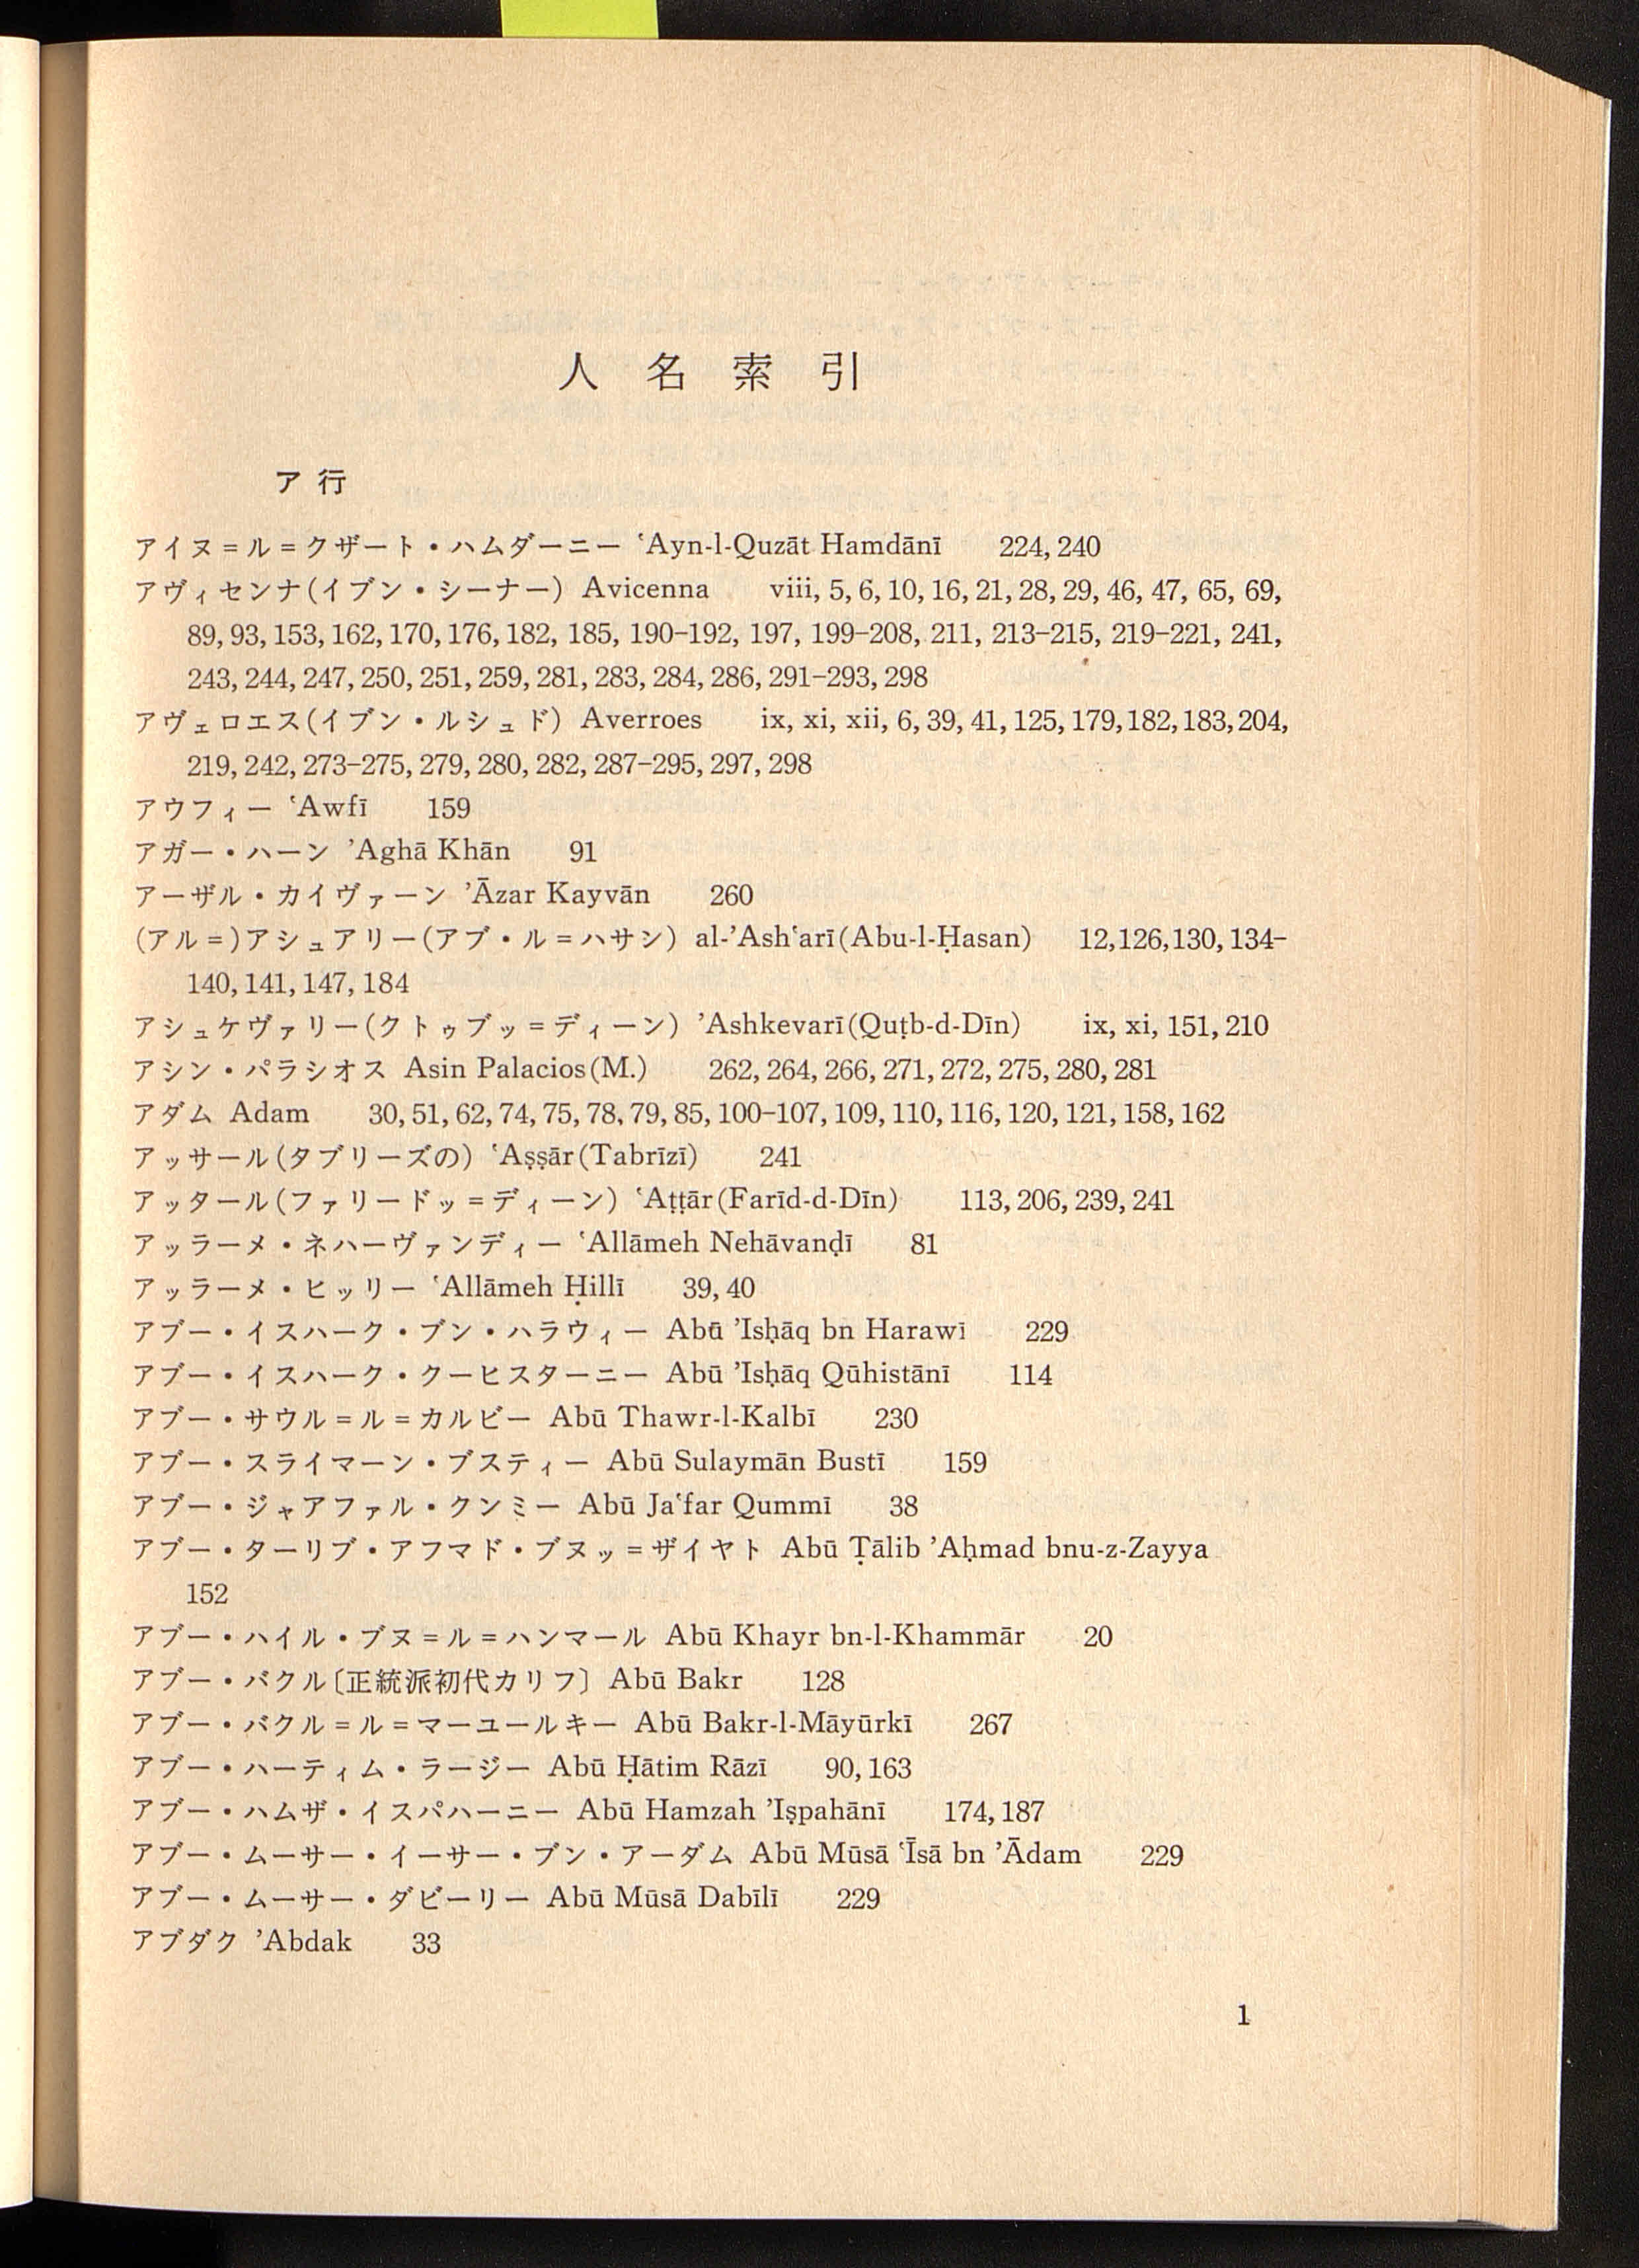 人名索引
ア行
アイヌ=ル=クザート・ハムダーニー ‘Ayn-l-Quzāt Hamdānī 224, 240
アヴィセンナ(イブン・シーナー) Avicenna viii, 5, 6, 10, 16, 21, 28, 29, 46, 47, 65, 69,
89, 93, 153, 162, 170, 176, 182, 185, 190–192, 197, 199–208, 211, 213–215, 219–221, 241,
243, 244, 247, 250, 251, 259, 281, 283, 284, 286, 291–293, 298
アヴェロエス(イブン・ルシュド) Averroes ix, xi, xii, 6, 39, 41, 125, 179, 182, 183, 204,
219, 242, 273–275, 279, 280, 282, 287–295, 297, 298
アウフィー ‘Awfī 159
アガー・ハーン ’Aghā Khān 91
アーザル・カイヴァーン ’Āzar Kayvān 260
(アル=)アシュアリー(アブ・ル=ハサン) al-’Ash‘arī(Abu-l-Ḥasan) 12, 126, 130, 134–
140, 141, 147, 184
アシュケヴァリー(クトゥブッ=ディーン) ’Ashkevarī(Quṭb-d-Dīn) ix, xi, 151, 210
アシン・パラシオス Asin Palacios(M.) 262, 264, 266, 271, 272, 275, 280, 281
アダム Adam 30, 51, 62, 74, 75, 78, 79, 85, 100–107, 109, 110, 116, 120, 121, 158, 162
アッサール(タブリーズの) ‘Aṣṣār(Tabrīzī) 241
アッタール(ファリードッ=ディーン) ‘Aṭṭār(Farīd-d-Dīn) 113, 206, 239, 241
アッラーメ・ネハーヴァンディー ‘Allāmeh Nehāvanḍī 81
アッラーメ・ヒッリー ‘Allāmeh Ḥillī 39, 40
アブー・イスハーク・ブン・ハラウィー Abū ’Isḥāq bn Harawī 229
アブー・イスハーク・クーヒスターニー Abū ’Isḥāq Qūhistānī 114
アブー・サウル=ル=カルビー Abū Thawr-l-Kalbī 230
アブー・スライマーン・ブスティー Abū Sulaymān Bustī 159
アブー・ジャアファル・クンミー Abū Ja‘far Qummī 38
アブー・ターリブ・アフマド・ブヌッ=ザイヤト Abū Ṭālib ’Aḥmad bnu-z-Zayya
152
アブー・ハイル・ブヌ=ル=ハンマール Abū Khayr bn-l-Khammār 20
アブー・バクル〔正統派初代カリフ〕 Abū Bakr 128
アブー・バクル=ル=マーユールキー Abū Bakr-l-Māyūrkī 267
アブー・ハーティム・ラージー Abū Ḥātim Rāzī 90, 163
アブー・ハムザ・イスパハーニー Abū Hamzah ’Iṣpahānī 174, 187
アブー・ムーサー・イーサー・ブン・アーダム Abū Mūsā ‘Īsā bn ’Ādam 229
アブー・ムーサー・ダビーリー Abū Mūsā Dabīlī 229
アブダク ’Abdak 33
1